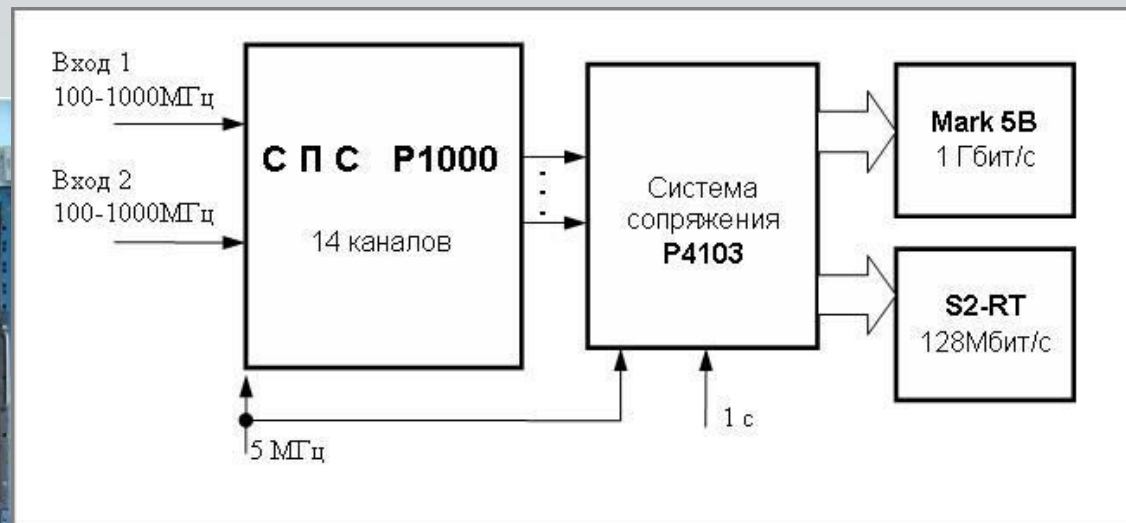 Вход 1
100-1000МГц
Вход 2
100-1000МГц
С П С Р1000
14 каналов
Система
сопряжения
Р4103
Mark 5B
1 Гбит/с
S2-RT
128Мбит/с
5 МГц
1 с